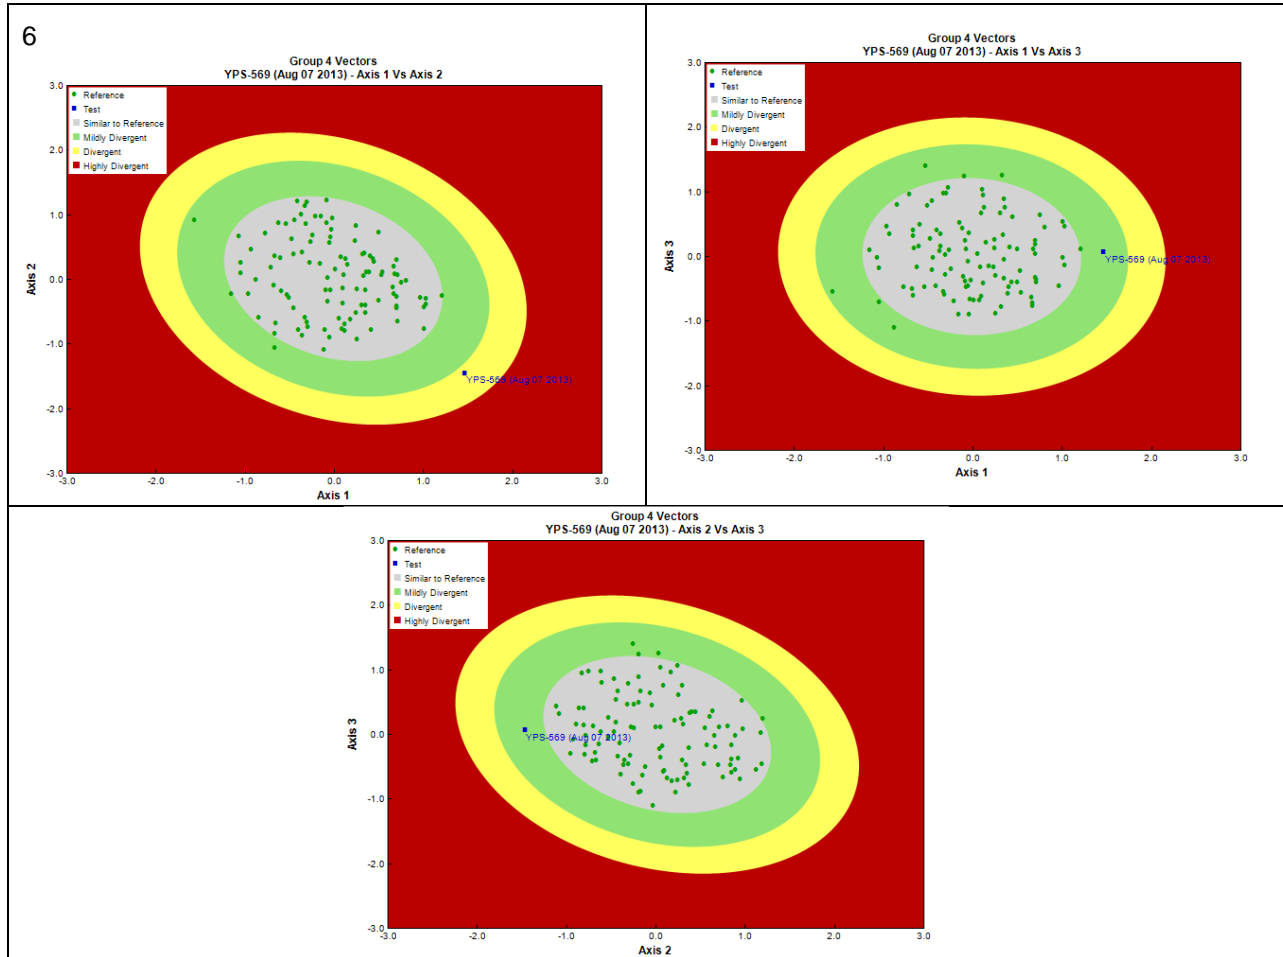 6
Group 4 Vectors
YPS-569 (Aug 07 2013) - Axis 1 Vs Axis 2
3.0
Reference
Test
Similar to Reference
Mildly Divergent
Divergent
Highly Divergent
2.0
1.0
0.0
-1.0
-2.0
-3.0
Axis 2
YPS-569 (Aug 07 2013)
-3.0 -2.0 -1.0 0.0 1.0 2.0 3.0
Axis 1
Group 4 Vectors
YPS-569 (Aug 07 2013) - Axis 1 Vs Axis 3
3.0
Reference
Test
Similar to Reference
Mildly Divergent
Divergent
Highly Divergent
2.0
1.0
0.0
-1.0
-2.0
-3.0
Axis 3
YPS-569 (Aug 07 2013)
-3.0 -2.0 -1.0 0.0 1.0 2.0 3.0
Axis 1
Group 4 Vectors
YPS-569 (Aug 07 2013) - Axis 2 Vs Axis 3
3.0
Reference
Test
Similar to Reference
Mildly Divergent
Divergent
Highly Divergent
2.0
1.0
0.0
-1.0
-2.0
-3.0
Axis 3
YPS-569 (Aug 07 2013)
-3.0 -2.0 -1.0 0.0 1.0 2.0 3.0
Axis 2